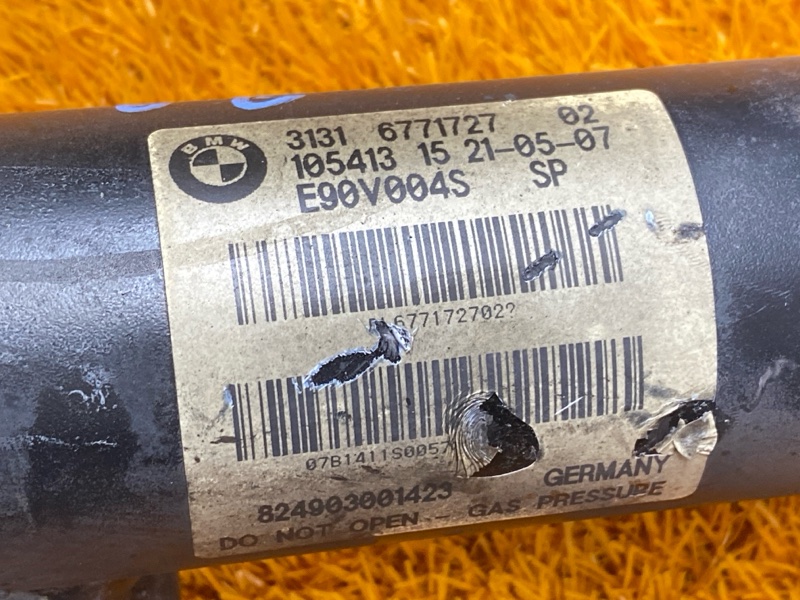 BMW
3131 6771727 02
105413 15 21-05-07
E90V004S SP
677172702?
07B1411S0057
824903001423 GERMANY
DO NOT OPEN - GAS PRESSURE